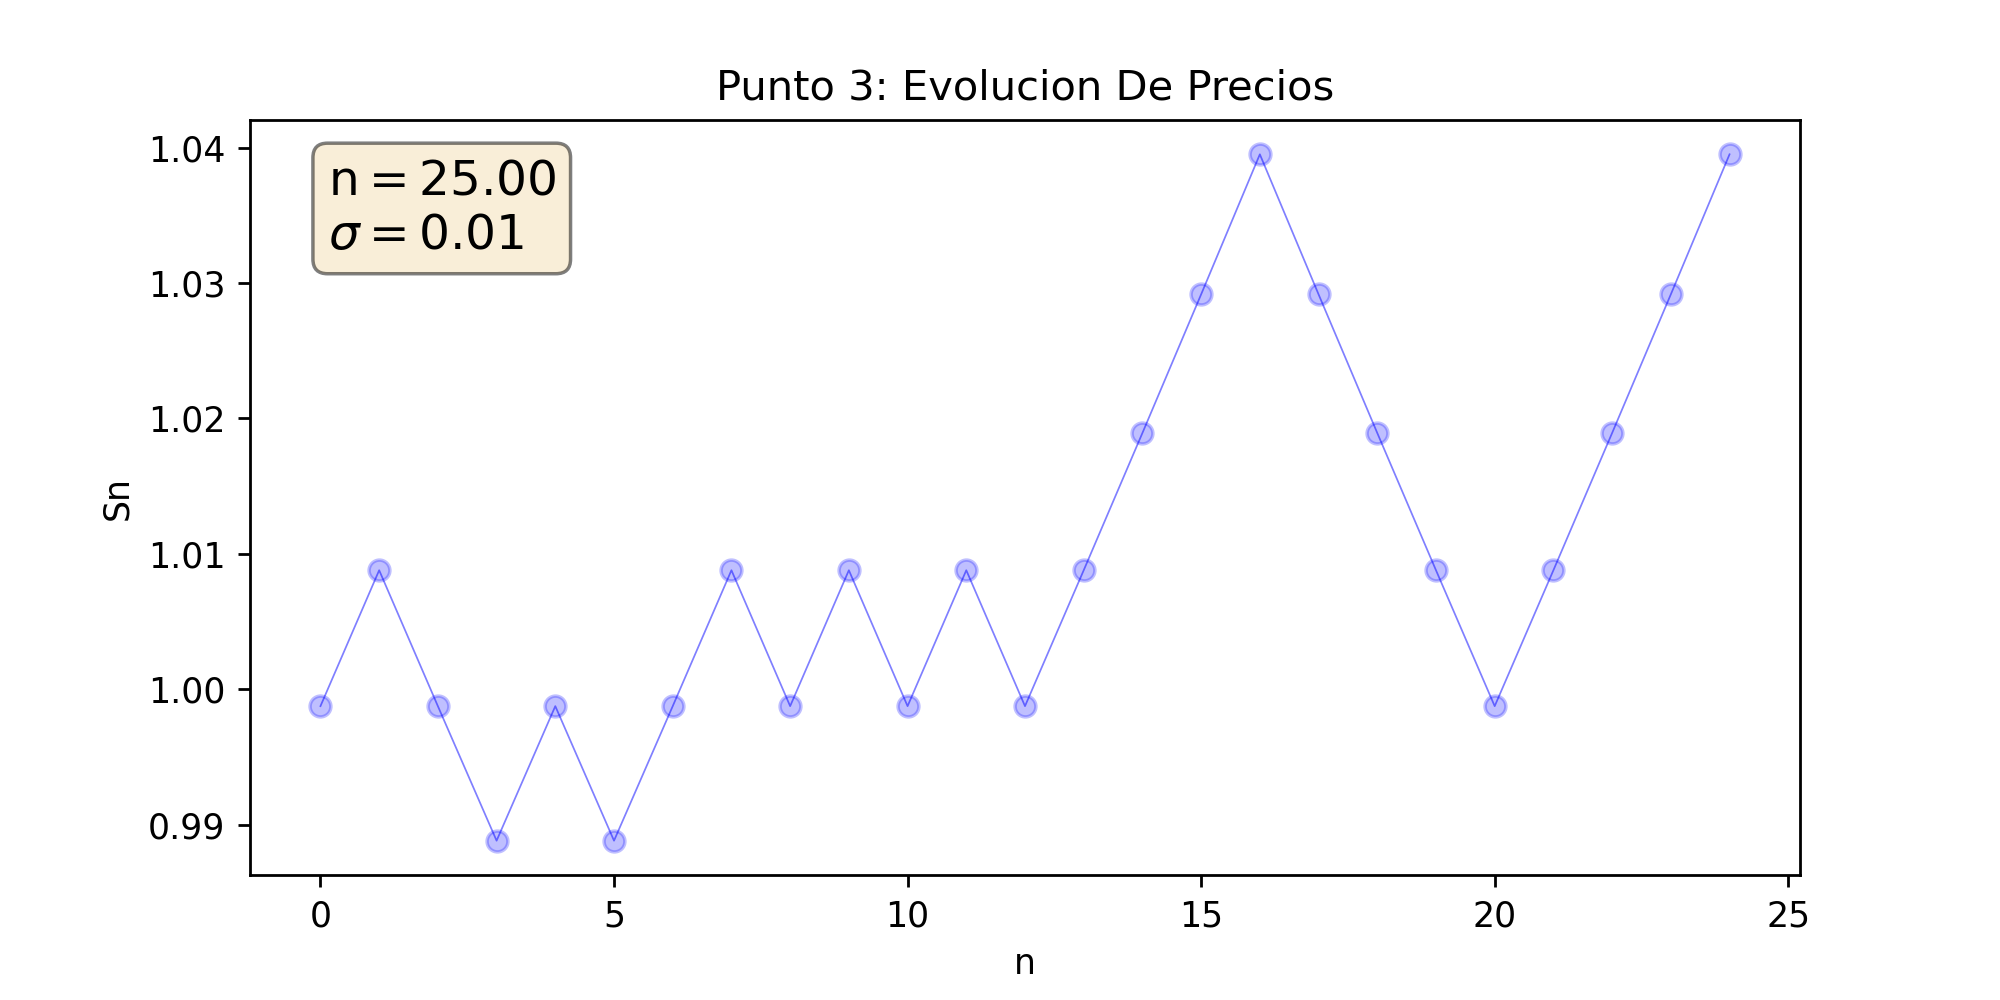 Punto 3: Evolucion De Precios
n = 25.00
σ = 0.01
1.04
1.03
1.02
1.01
1.00
0.99
Sn
0 5 10 15 20 25
n